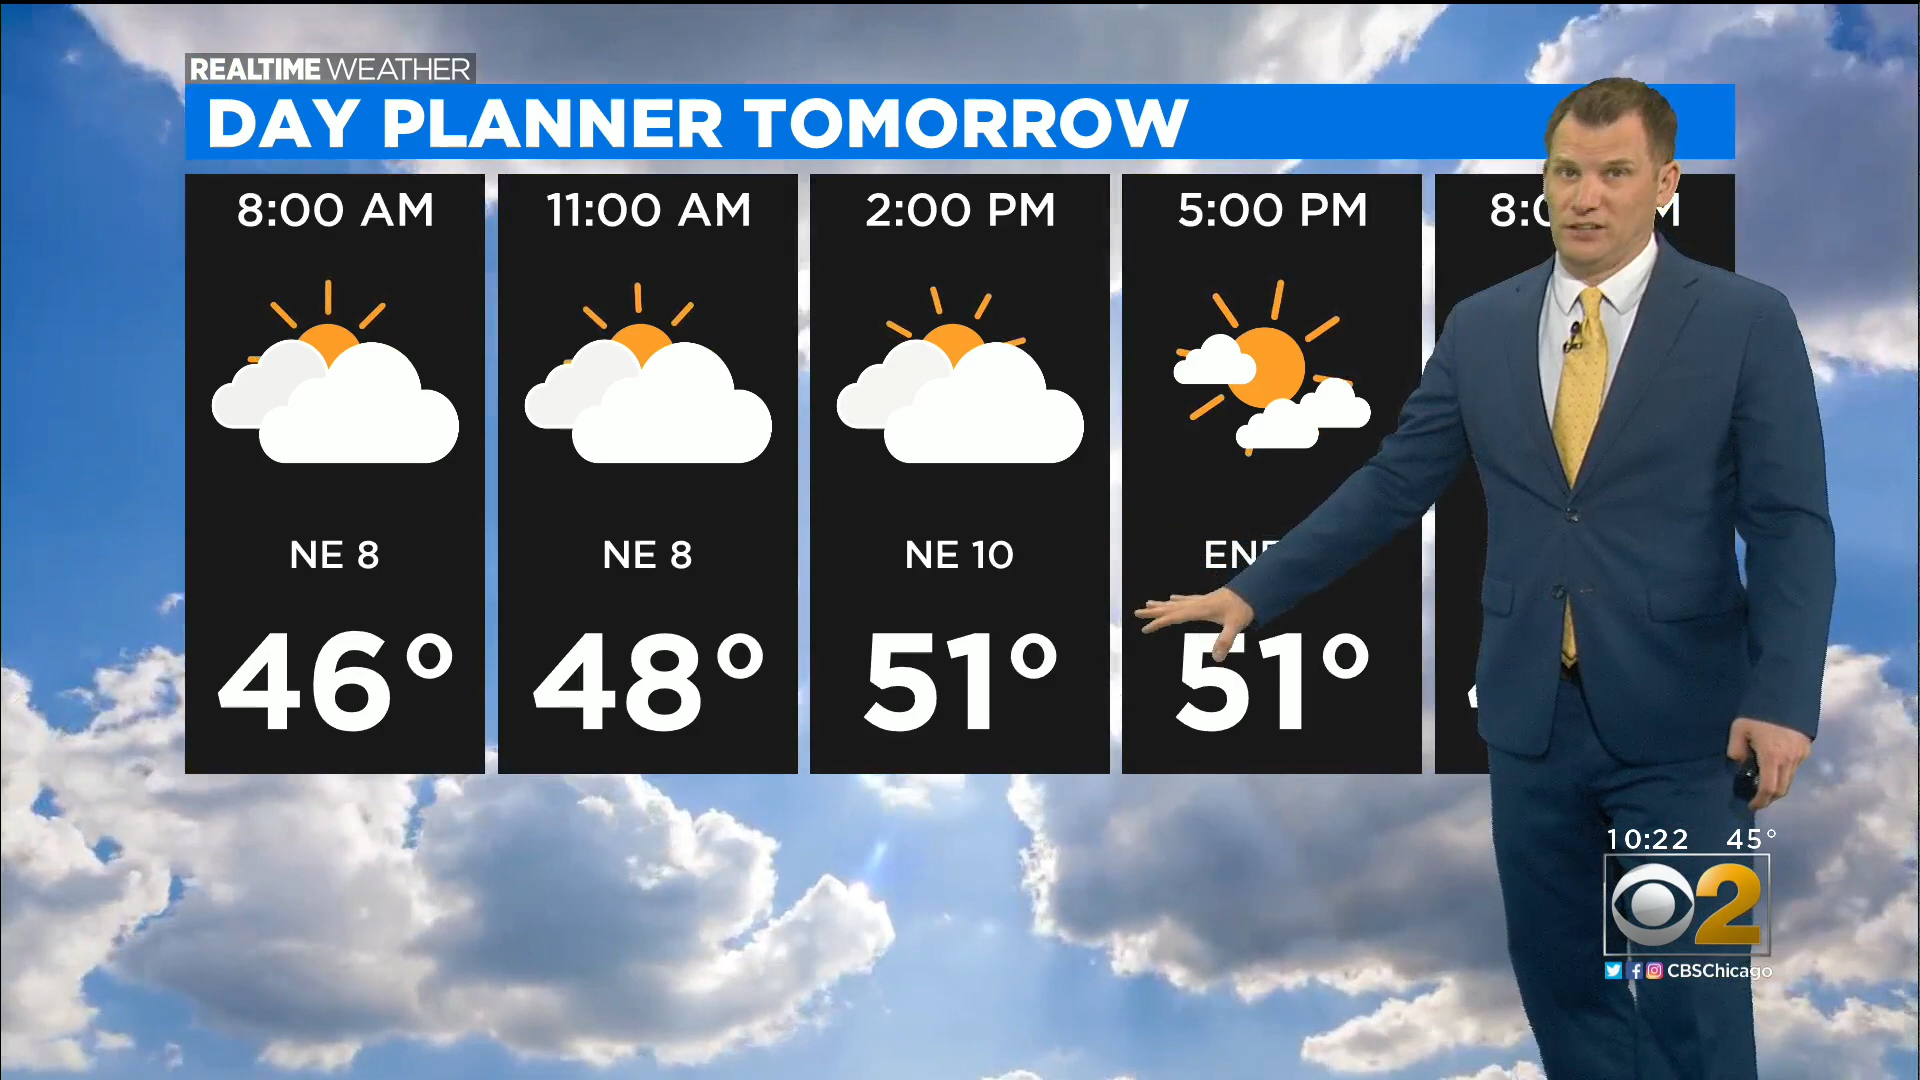 REALTIME WEATHER
DAY PLANNER TOMORROW
8:00 AM
NE 8
46°
11:00 AM
NE 8
48°
2:00 PM
NE 10
51°
5:00 PM
51°
10:22 45°
2
CBSChicago